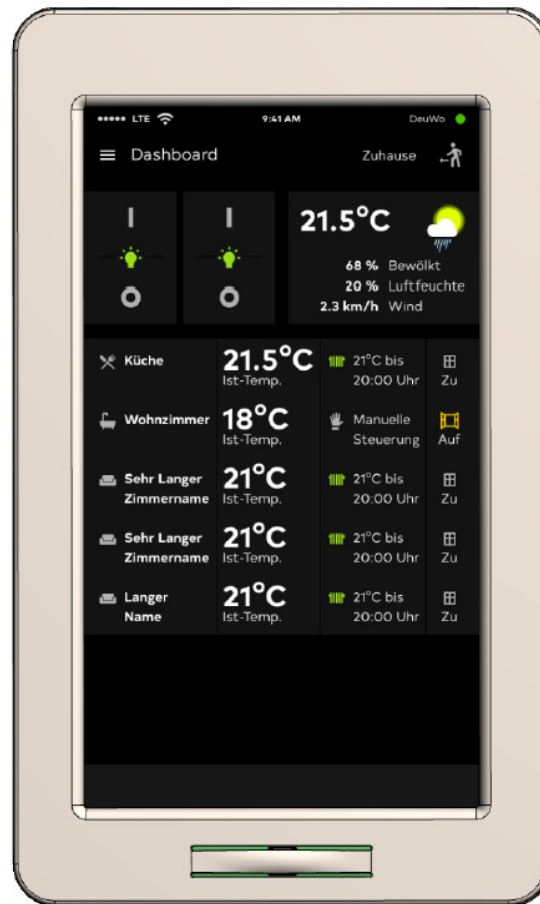 LTE 9:41 AM DeuWo
Dashboard Zuhause
21.5°C
68 % Bewölkt
20 % Luftfeuchte
2.3 km/h Wind
Küche 21.5°C 21°C bis
Ist-Temp. 20:00 Uhr Zu
Wohnzimmer 18°C Manuelle
Ist-Temp. Steuerung Auf
Sehr Langer 21°C 21°C bis
Zimmername Ist-Temp. 20:00 Uhr Zu
Sehr Langer 21°C 21°C bis
Zimmername Ist-Temp. 20:00 Uhr Zu
Langer 21°C 21°C bis
Name Ist-Temp. 20:00 Uhr Zu